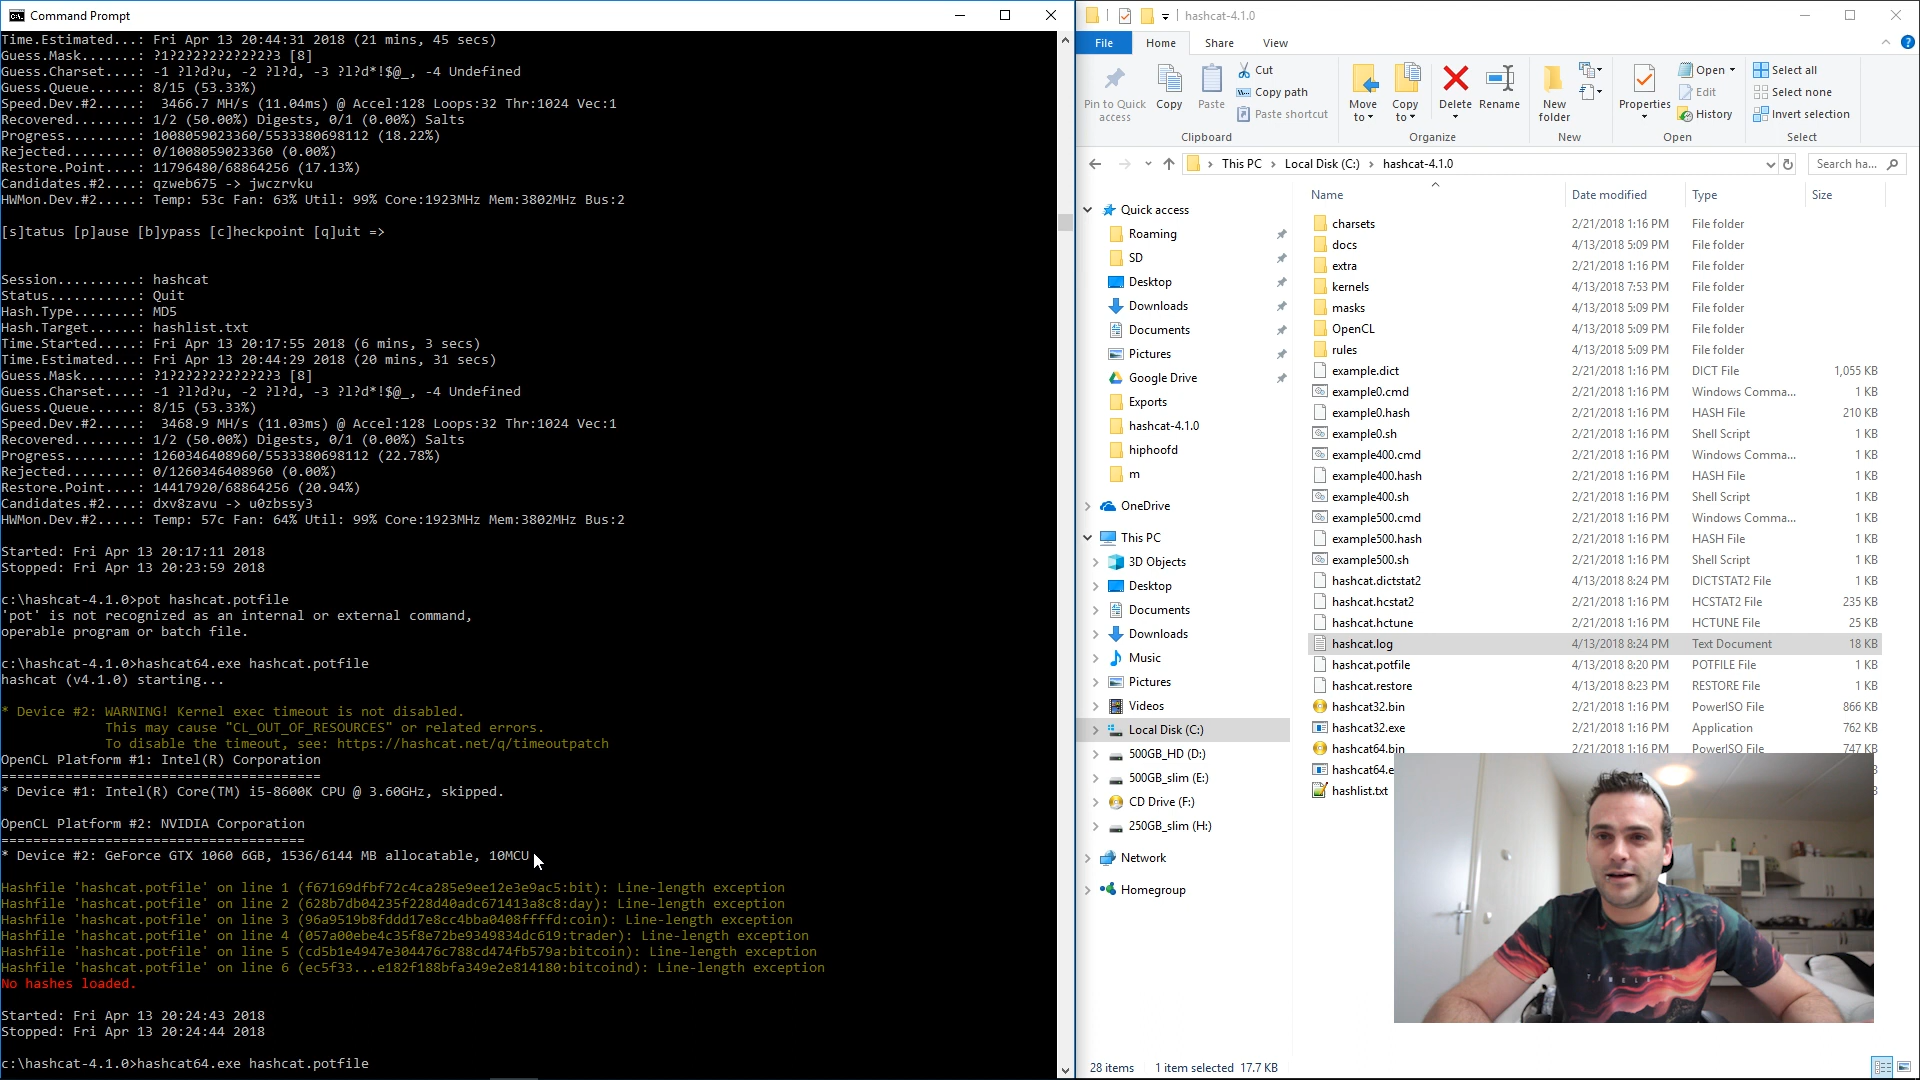 Command Prompt
Time.Estimated...: Fri Apr 13 20:44:31 2018 (21 mins, 45 secs)
Guess.Mask.......: ?1?2?2?2?2?2?2?3 [8]
Guess.Charset....: -1 ?l?d?u, -2 ?l?d, -3 ?l?d*!$@_, -4 Undefined
Guess.Queue......: 8/15 (53.33%)
Speed.Dev.#2.....:  3466.7 MH/s (11.04ms) @ Accel:128 Loops:32 Thr:1024 Vec:1
Recovered........: 1/2 (50.00%) Digests, 0/1 (0.00%) Salts
Progress.........: 1008059023360/5533380698112 (18.22%)
Rejected.........: 0/1008059023360 (0.00%)
Restore.Point....: 11796480/68864256 (17.13%)
Candidates.#2....: qzweb675 -> jwczrvku
HWMon.Dev.#2.....: Temp: 53c Fan: 63% Util: 99% Core:1923MHz Mem:3802MHz Bus:2
[s]tatus [p]ause [b]ypass [c]heckpoint [q]uit =>
Session..........: hashcat
Status...........: Quit
Hash.Type........: MD5
Hash.Target......: hashlist.txt
Time.Started.....: Fri Apr 13 20:17:55 2018 (6 mins, 3 secs)
Time.Estimated...: Fri Apr 13 20:44:29 2018 (20 mins, 31 secs)
Guess.Mask.......: ?1?2?2?2?2?2?2?3 [8]
Guess.Charset....: -1 ?l?d?u, -2 ?l?d, -3 ?l?d*!$@_, -4 Undefined
Guess.Queue......: 8/15 (53.33%)
Speed.Dev.#2.....:  3468.9 MH/s (11.03ms) @ Accel:128 Loops:32 Thr:1024 Vec:1
Recovered........: 1/2 (50.00%) Digests, 0/1 (0.00%) Salts
Progress.........: 1260346408960/5533380698112 (22.78%)
Rejected.........: 0/1260346408960 (0.00%)
Restore.Point....: 14417920/68864256 (20.94%)
Candidates.#2....: dxv8zavu -> u0zbssy3
HWMon.Dev.#2.....: Temp: 57c Fan: 64% Util: 99% Core:1923MHz Mem:3802MHz Bus:2
Started: Fri Apr 13 20:17:11 2018
Stopped: Fri Apr 13 20:23:59 2018
c:\hashcat-4.1.0>pot hashcat.potfile
'pot' is not recognized as an internal or external command,
operable program or batch file.
c:\hashcat-4.1.0>hashcat64.exe hashcat.potfile
hashcat (v4.1.0) starting...
* Device #2: WARNING! Kernel exec timeout is not disabled.
This may cause "CL_OUT_OF_RESOURCES" or related errors.
To disable the timeout, see: https://hashcat.net/q/timeoutpatch
OpenCL Platform #1: Intel(R) Corporation
========================================
* Device #1: Intel(R) Core(TM) i5-8600K CPU @ 3.60GHz, skipped.
OpenCL Platform #2: NVIDIA Corporation
======================================
* Device #2: GeForce GTX 1060 6GB, 1536/6144 MB allocatable, 10MCU
Hashfile 'hashcat.potfile' on line 1 (f67169dfbf72c4ca285e9ee12e3e9ac5:bit): Line-length exception
Hashfile 'hashcat.potfile' on line 2 (628b7db04235f228d40adc671413a8c8:day): Line-length exception
Hashfile 'hashcat.potfile' on line 3 (96a9519b8fddd17e8cc4bba0408ffffd:coin): Line-length exception
Hashfile 'hashcat.potfile' on line 4 (057a00ebe4c35f8e72be9349834dc619:trader): Line-length exception
Hashfile 'hashcat.potfile' on line 5 (cd5b1e4947e304476c788cd474fb579a:bitcoin): Line-length exception
Hashfile 'hashcat.potfile' on line 6 (ec5f33...e182f188bfa349e2e814180:bitcoind): Line-length exception
No hashes loaded.
Started: Fri Apr 13 20:24:43 2018
Stopped: Fri Apr 13 20:24:44 2018
c:\hashcat-4.1.0>hashcat64.exe hashcat.potfile
hashcat-4.1.0
File Home Share View
Pin to Quick access
Copy
Paste
Cut
Copy path
Paste shortcut
Clipboard
Move to
Copy to
Delete
Rename
Organize
New folder
New
Properties
Open
Edit
History
Open
Select all
Select none
Invert selection
Select
This PC > Local Disk (C:) > hashcat-4.1.0
Search ha...
Quick access
Roaming
SD
Desktop
Downloads
Documents
Pictures
Google Drive
Exports
hashcat-4.1.0
hiphoofd
m
OneDrive
This PC
3D Objects
Desktop
Documents
Downloads
Music
Pictures
Videos
Local Disk (C:)
500GB_HD (D:)
500GB_slim (E:)
CD Drive (F:)
250GB_slim (H:)
Network
Homegroup
Name Date modified Type Size
charsets 2/21/2018 1:16 PM File folder
docs 4/13/2018 5:09 PM File folder
extra 2/21/2018 1:16 PM File folder
kernels 4/13/2018 7:53 PM File folder
masks 4/13/2018 5:09 PM File folder
OpenCL 4/13/2018 5:09 PM File folder
rules 4/13/2018 5:09 PM File folder
example.dict 2/21/2018 1:16 PM DICT File 1,055 KB
example0.cmd 2/21/2018 1:16 PM Windows Comma... 1 KB
example0.hash 2/21/2018 1:16 PM HASH File 210 KB
example0.sh 2/21/2018 1:16 PM Shell Script 1 KB
example400.cmd 2/21/2018 1:16 PM Windows Comma... 1 KB
example400.hash 2/21/2018 1:16 PM HASH File 1 KB
example400.sh 2/21/2018 1:16 PM Shell Script 1 KB
example500.cmd 2/21/2018 1:16 PM Windows Comma... 1 KB
example500.hash 2/21/2018 1:16 PM HASH File 1 KB
example500.sh 2/21/2018 1:16 PM Shell Script 1 KB
hashcat.dictstat2 4/13/2018 8:24 PM DICTSTAT2 File 1 KB
hashcat.hcstat2 2/21/2018 1:16 PM HCSTAT2 File 235 KB
hashcat.hctune 2/21/2018 1:16 PM HCTUNE File 25 KB
hashcat.log 4/13/2018 8:24 PM Text Document 18 KB
hashcat.potfile 4/13/2018 8:20 PM POTFILE File 1 KB
hashcat.restore 4/13/2018 8:23 PM RESTORE File 1 KB
hashcat32.bin 2/21/2018 1:16 PM PowerISO File 866 KB
hashcat32.exe 2/21/2018 1:16 PM Application 762 KB
hashcat64.bin 2/21/2018 1:16 PM PowerISO File 747 KB
hashcat64.e
hashlist.txt
28 items 1 item selected 17.7 KB